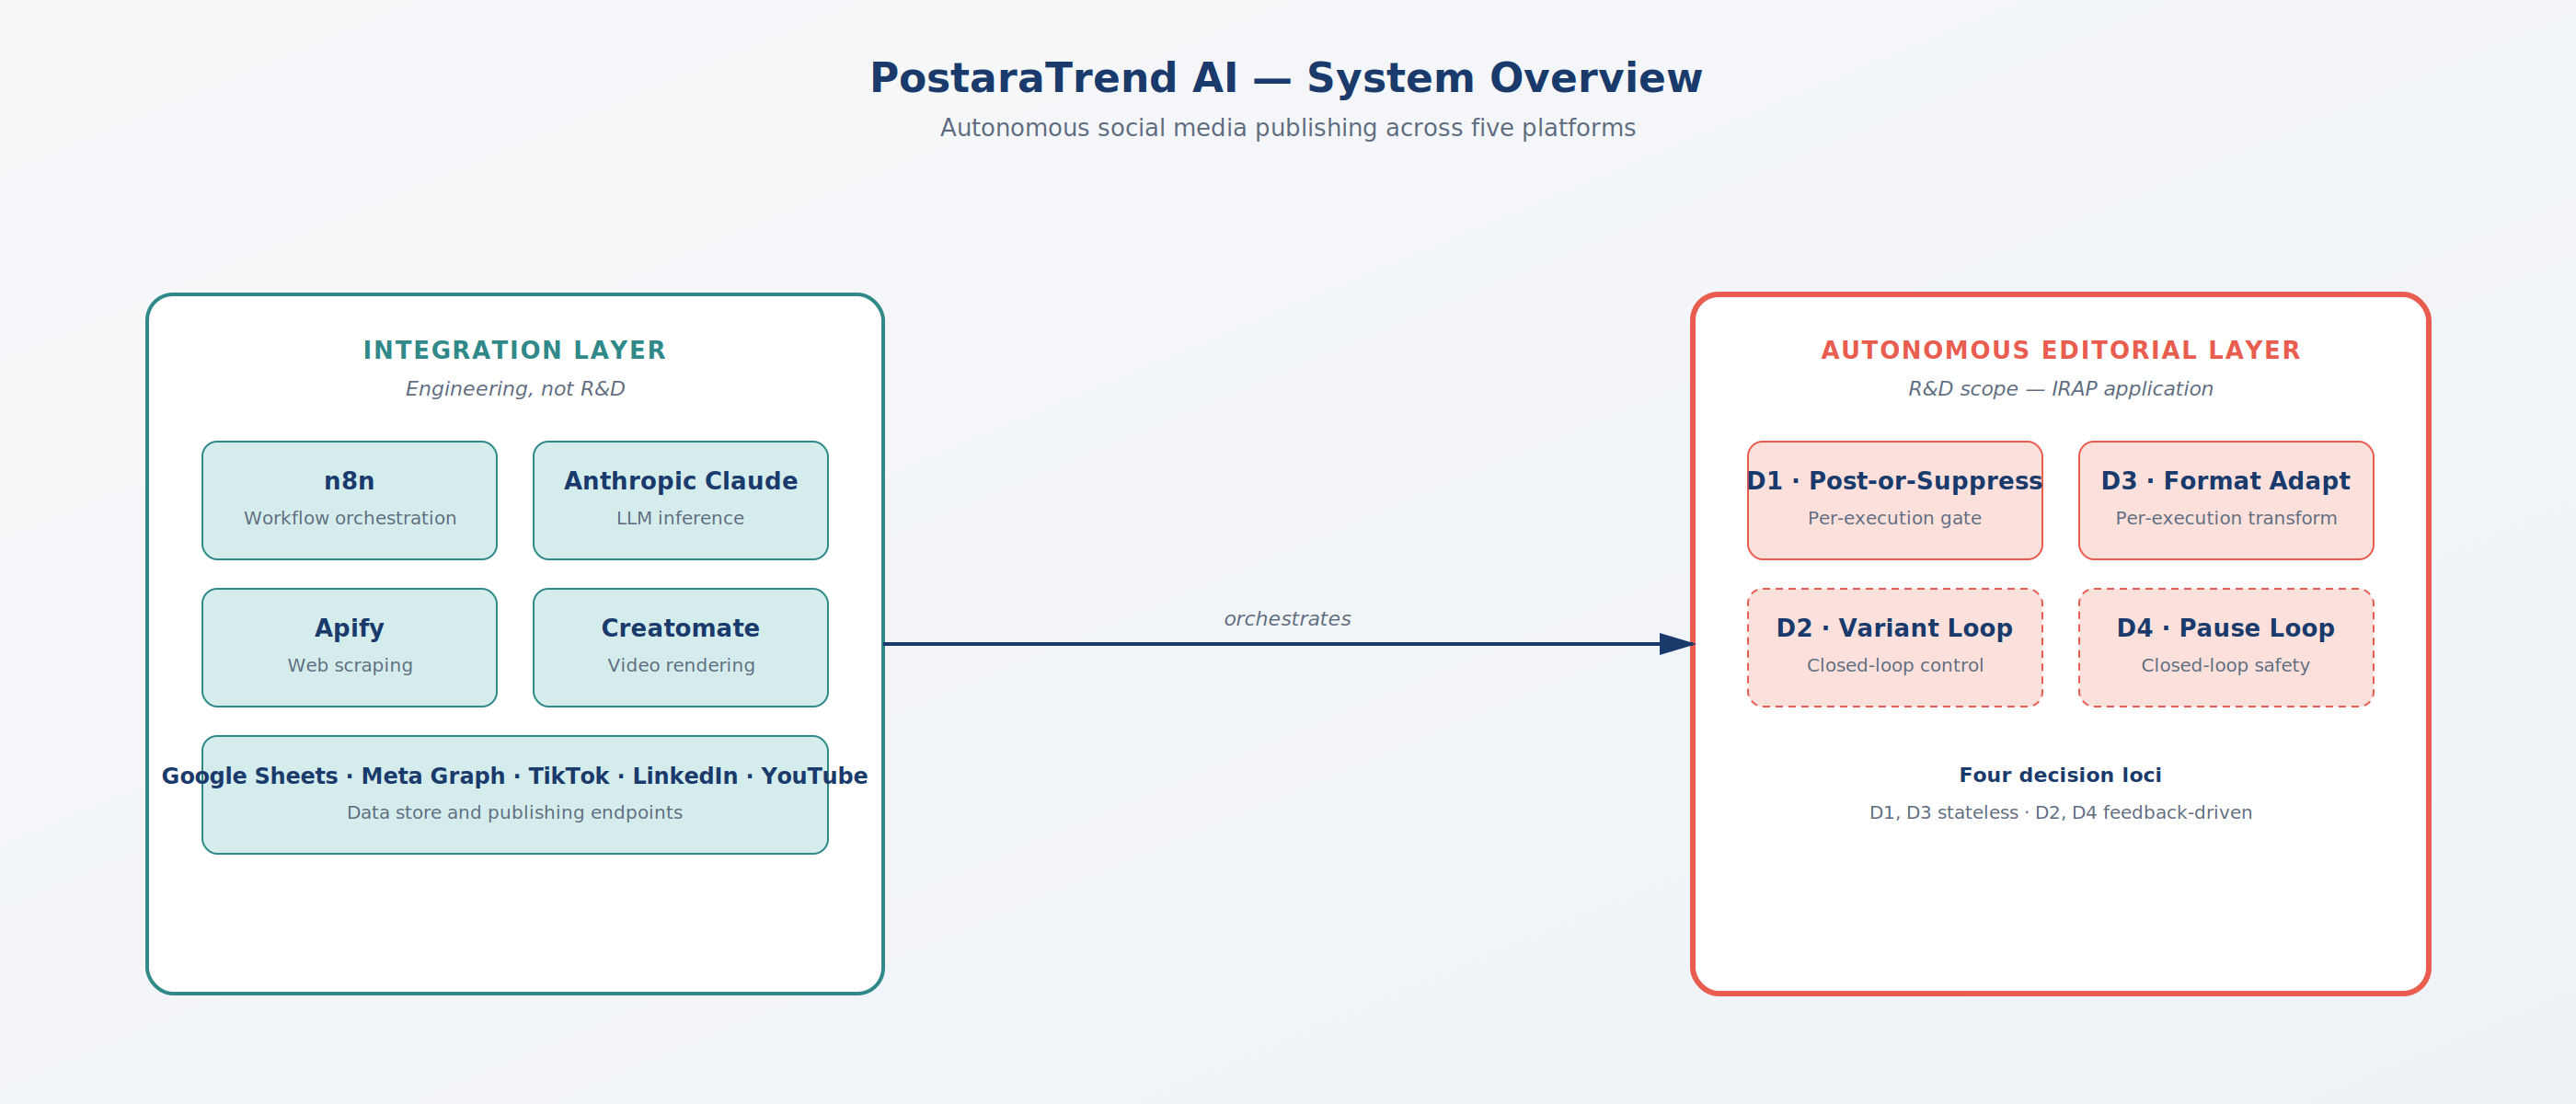 PostaraTrend AI — System Overview
Autonomous social media publishing across five platforms
INTEGRATION LAYER
Engineering, not R&D
n8n
Workflow orchestration
Anthropic Claude
LLM inference
Apify
Web scraping
Creatomate
Video rendering
Google Sheets · Meta Graph · TikTok · LinkedIn · YouTube
Data store and publishing endpoints
orchestrates
AUTONOMOUS EDITORIAL LAYER
R&D scope — IRAP application
D1 · Post-or-Suppress
Per-execution gate
D3 · Format Adapt
Per-execution transform
D2 · Variant Loop
Closed-loop control
D4 · Pause Loop
Closed-loop safety
Four decision loci
D1, D3 stateless · D2, D4 feedback-driven